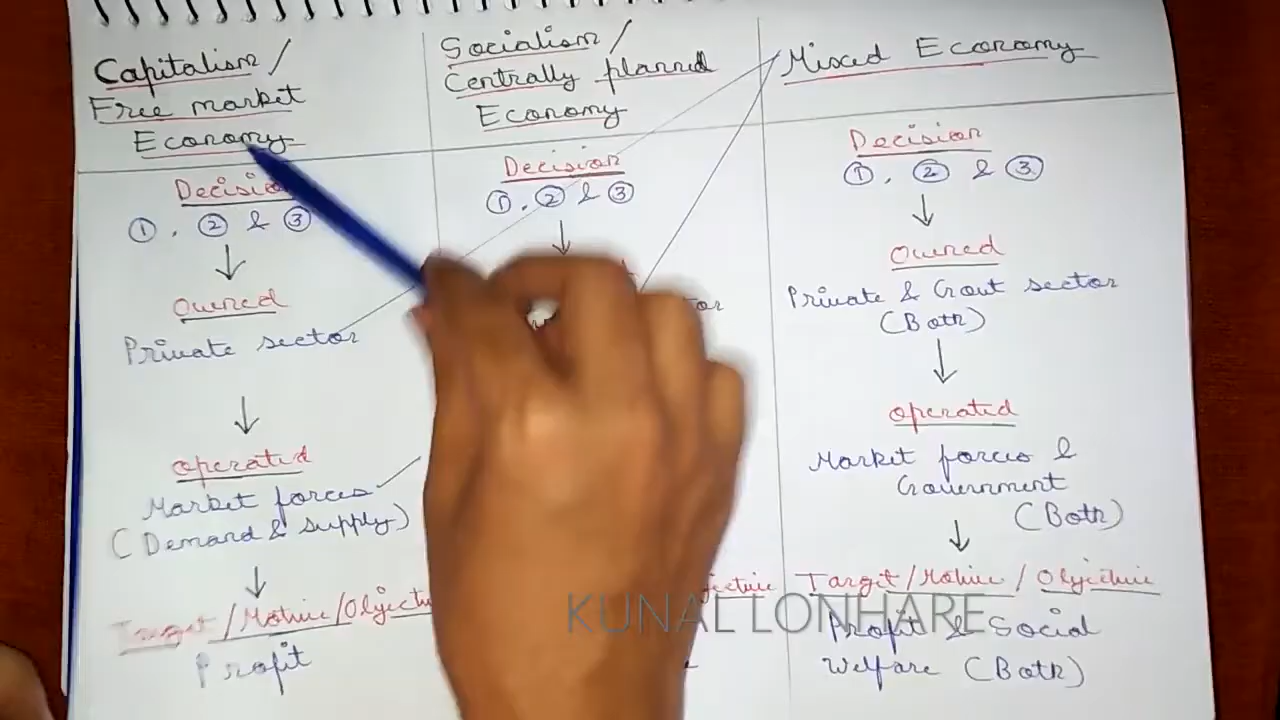 Capitalism /
Free market
Economy
Decision
①, ② & ③
Owned
Private sector
Operated
Market forces
(Demand & supply)
Target/Motive/Objective
Profit
Socialism /
Centrally planned
Economy
Decision
①, ② & ③
Mixed Economy
Decision
①, ② & ③
Owned
Private & Gout sector
(Both)
Operated
Market forces &
Government
(Both)
Target/Motive/Objective
Profit & Social
Welfare (Both)
KUNAL LONHARE